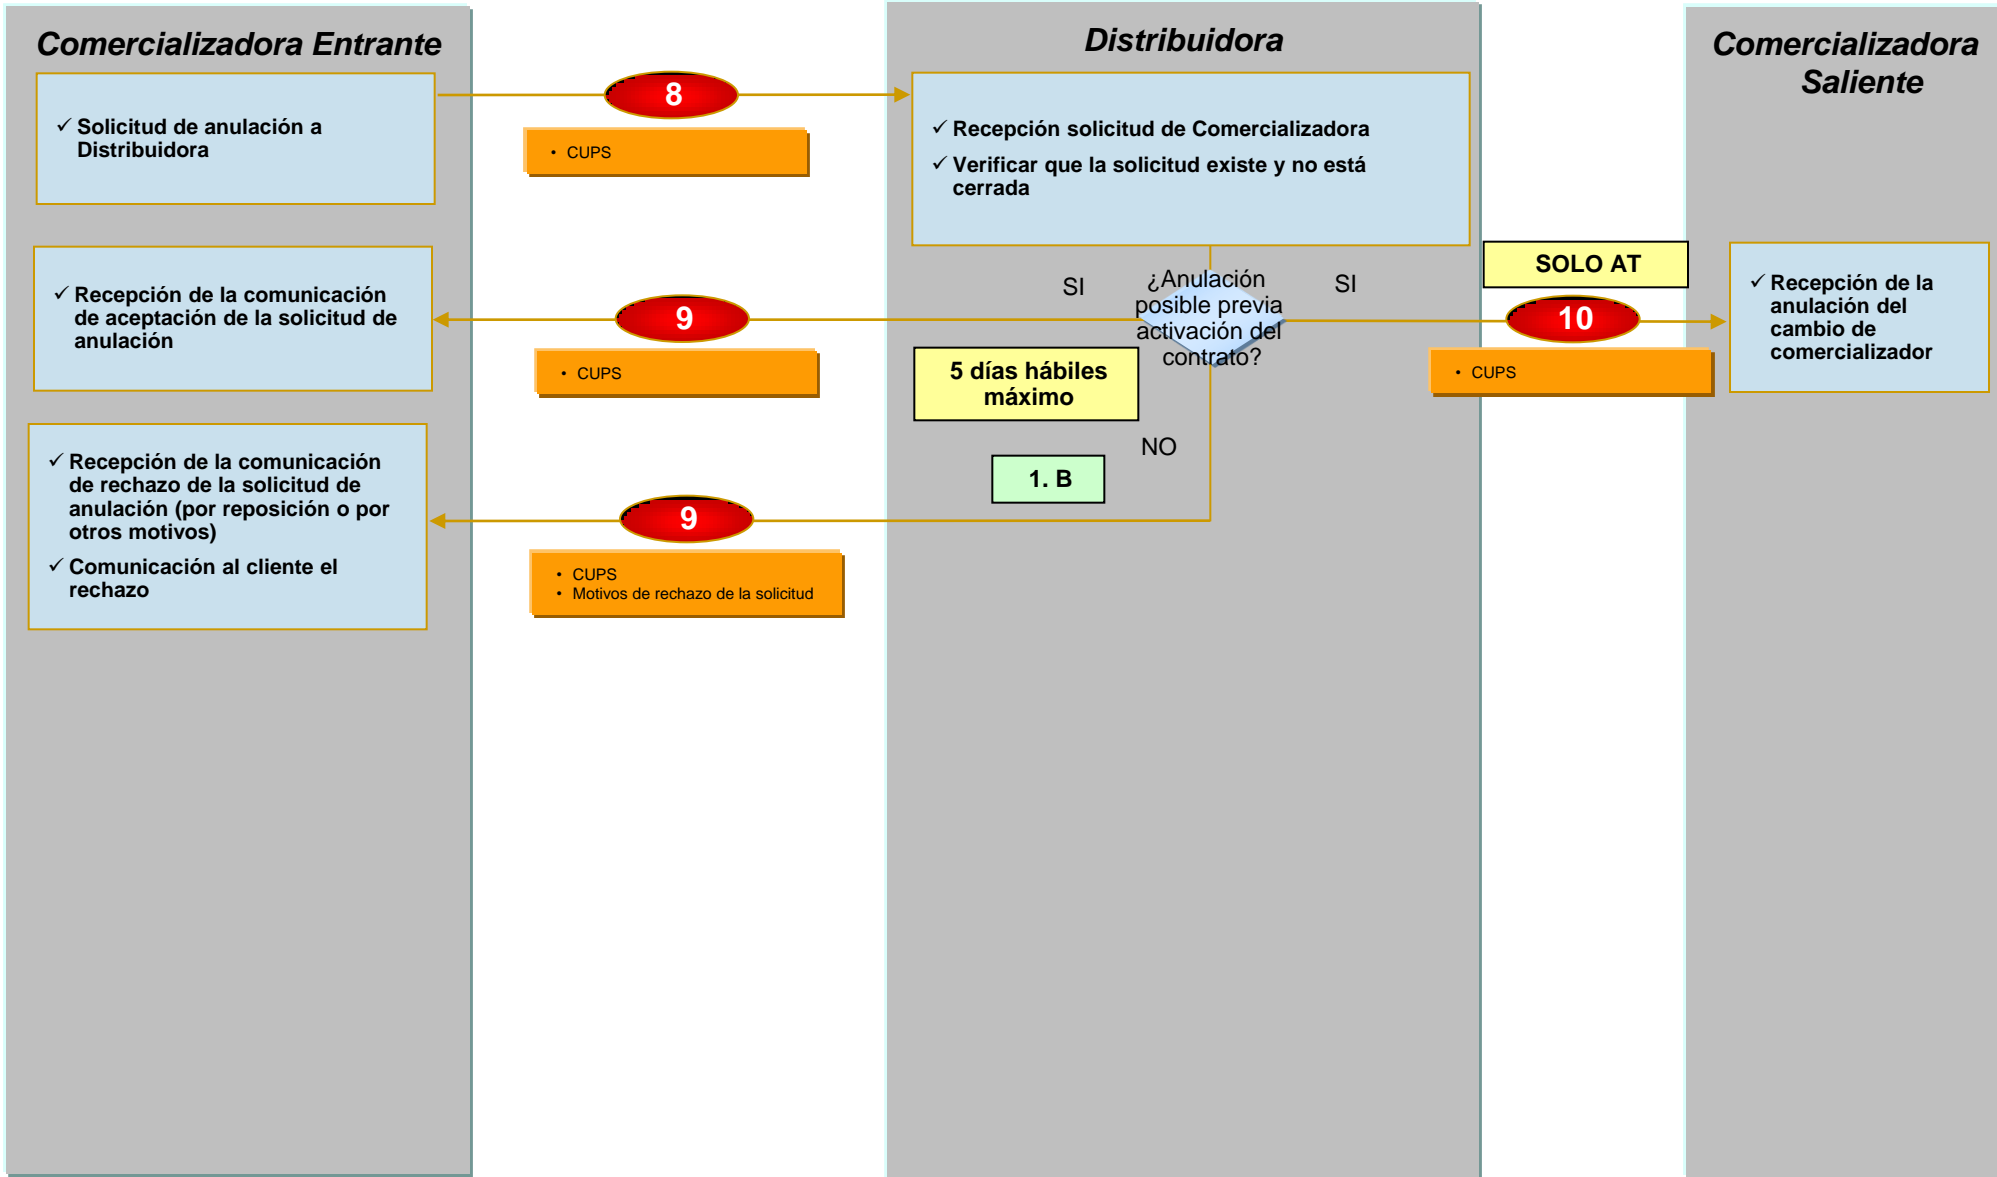 Comercializadora Entrante
Solicitud de anulación a
Distribuidora
8
• CUPS
Distribuidora
Recepción solicitud de Comercializadora
Verificar que la solicitud existe y no está
cerrada
Comercializadora
Saliente
Recepción de la comunicación
de aceptación de la solicitud de
anulación
9
• CUPS
SI
¿Anulación
posible previa
activación del
contrato?
SI
SOLO AT
10
• CUPS
Recepción de la
anulación del
cambio de
comercializador
5 días hábiles
máximo
NO
1. B
Recepción de la comunicación
de rechazo de la solicitud de
anulación (por reposición o por
otros motivos)
Comunicación al cliente el
rechazo
9
• CUPS
• Motivos de rechazo de la solicitud